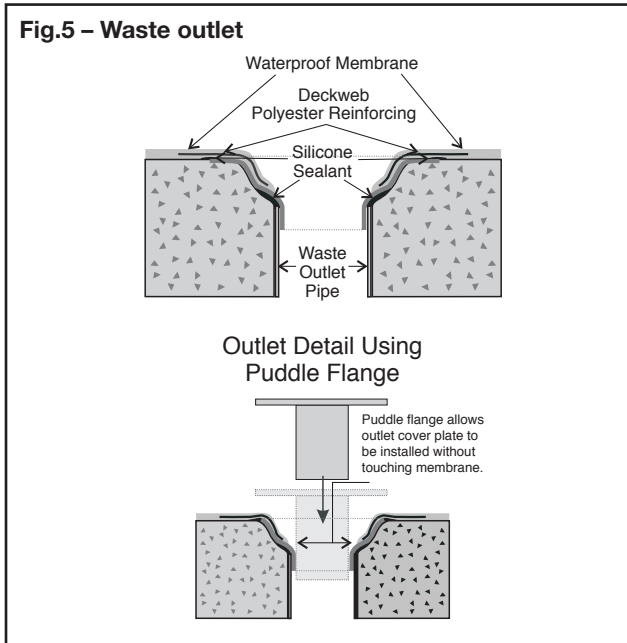 Fig.5 – Waste outlet
Waterproof Membrane
Deckweb
Polyester Reinforcing
Silicone
Sealant
Waste
Outlet
Pipe
Outlet Detail Using
Puddle Flange
Puddle flange allows
outlet cover plate to
be installed without
touching membrane.